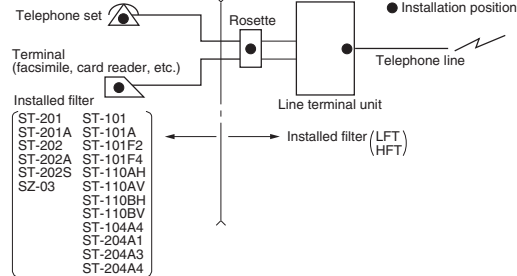 Telephone set
Rosette
Installation position
Terminal
(facsimile, card reader, etc.)
Telephone line
Line terminal unit
Installed filter
ST-201 ST-101
ST-201A ST-101A
ST-202 ST-101F2
ST-202A ST-101F4
ST-202S ST-110AH
SZ-03 ST-110AV
ST-110BH
ST-110BV
ST-104A4
ST-204A1
ST-204A3
ST-204A4
Installed filter (LFT
HFT)